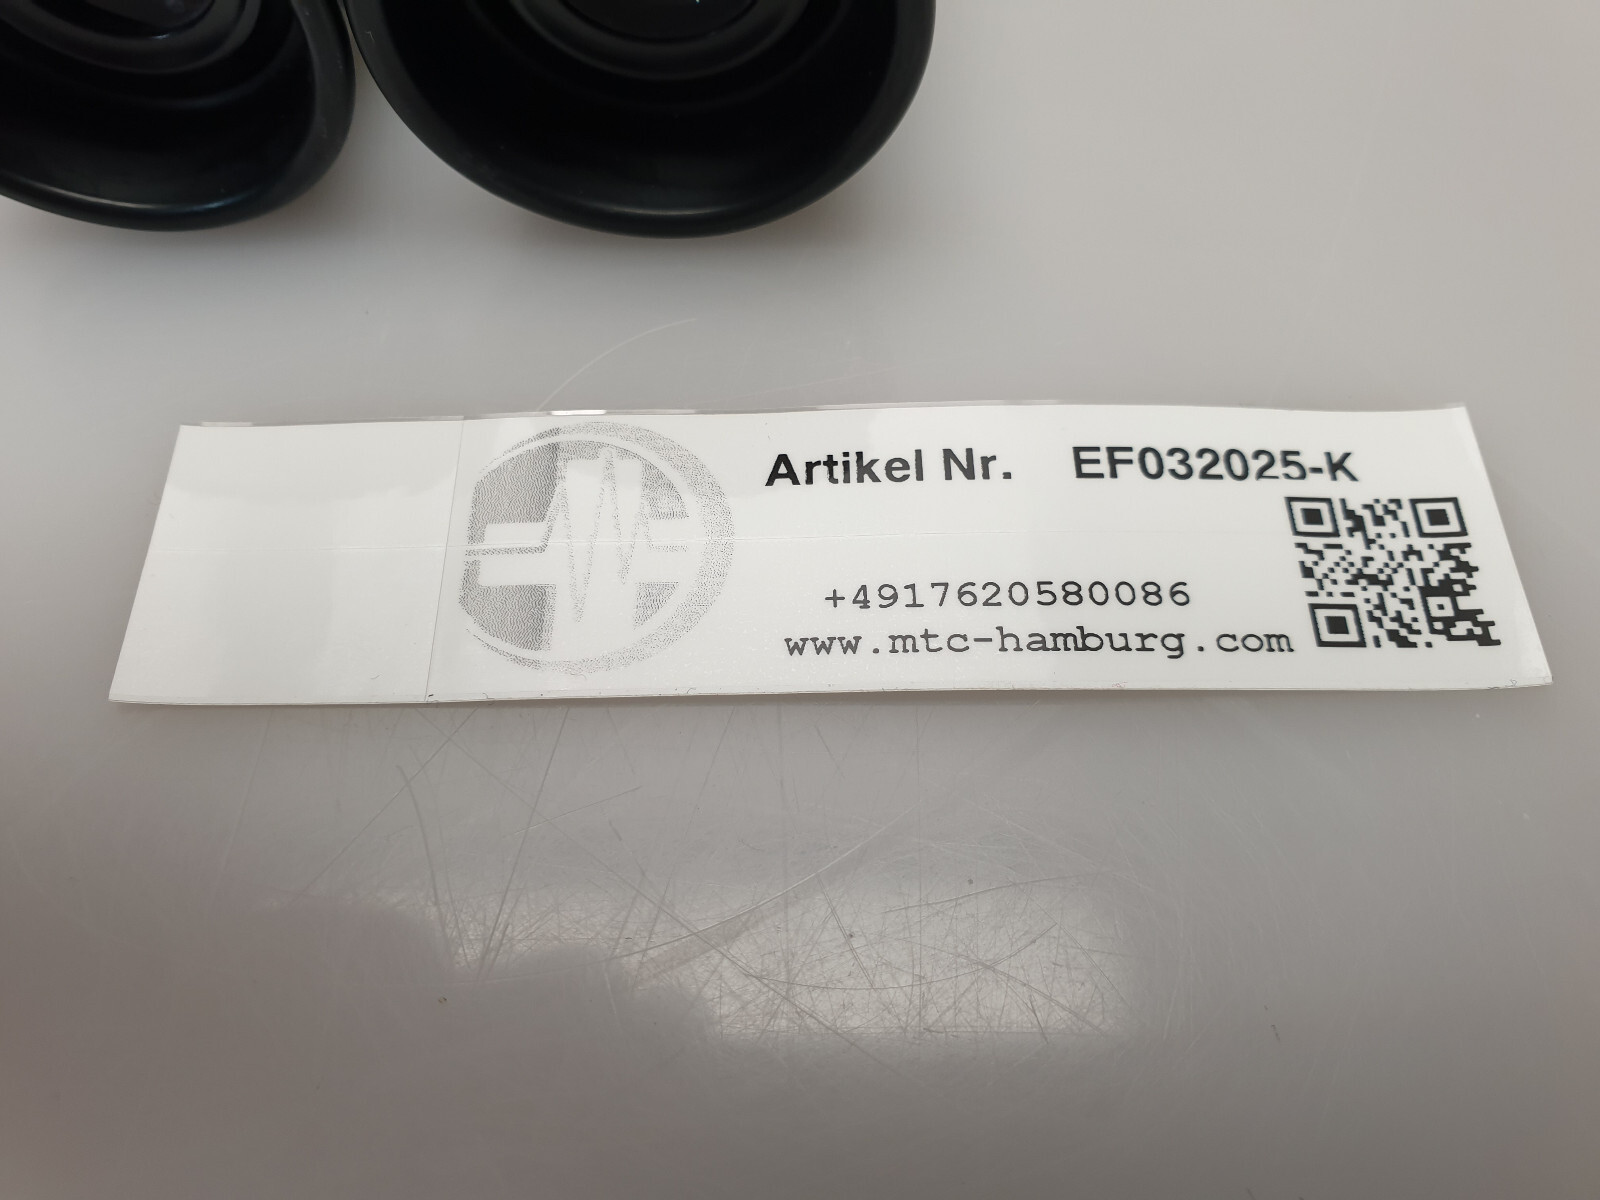 Artikel Nr. EF032025-K
+4917620580086
www.mtc-hamburg.com